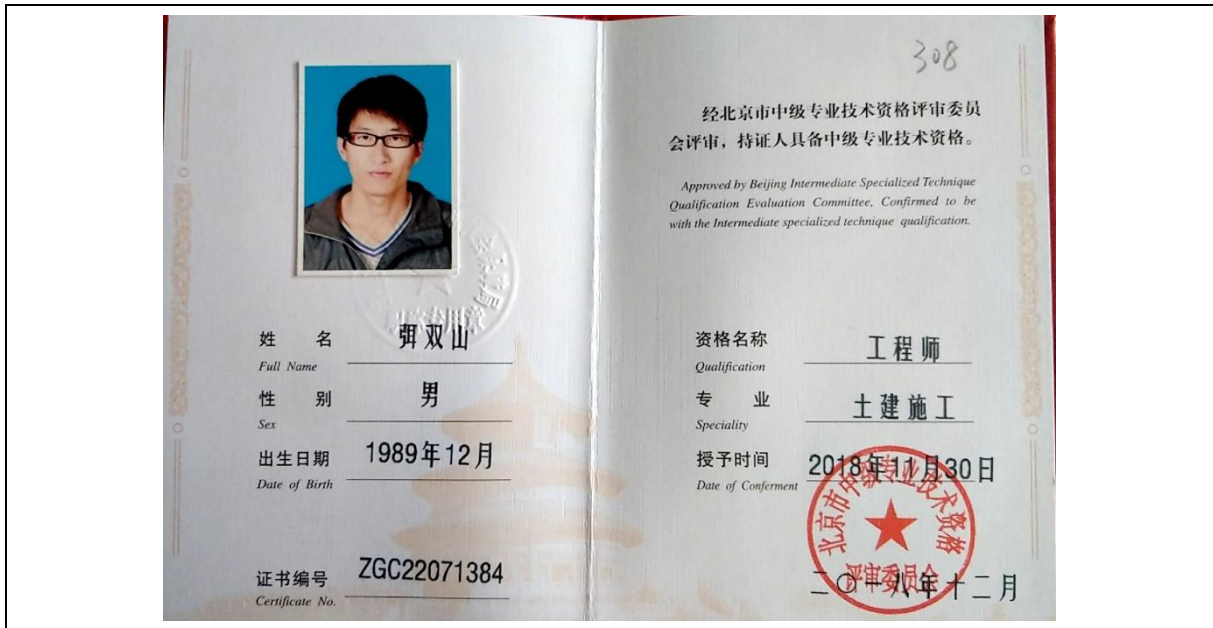 姓 名 弭双山
Full Name
性 别 男
Sex
出生日期 1989年12月
Date of Birth
证书编号 ZGC22071384
Certificate No.
308
经北京市中级专业技术资格评审委员
会评审，持证人具备中级专业技术资格。
Approved by Beijing Intermediate Specialized Technique
Qualification Evaluation Committee, Confirmed to be
with the Intermediate specialized technique qualification.
资格名称 工程师
Qualification
专 业 土建施工
Speciality
授予时间 2018年11月30日
Date of Conferment
北京市中级专业技术资格
评审委员会
二〇一八年十二月